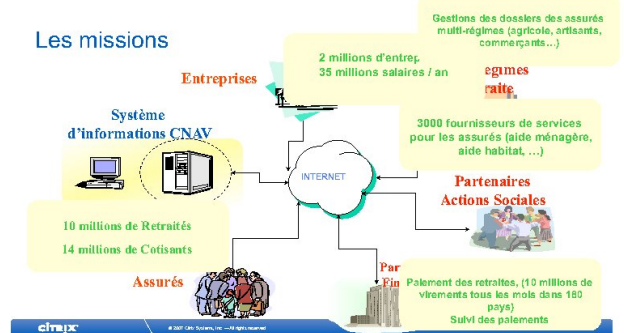 Gestions des dossiers des assurés
multi-régimes (agricole, artisants,
commerçants…)
Les missions
2 millions d'entrep
35 millions salaires / an
Entreprises
egimes
raite
Système
d'informations CNAV
3000 fournisseurs de services
pour les assurés (aide ménagère,
aide habitat, …)
INTERNET
Partenaires
Actions Sociales
10 millions de Retraités
14 millions de Cotisants
Assurés
Par
Fin
Paiement des retraites, (10 millions de
virements tous les mois dans 180
pays)
Suivi des paiements
CITRIX
© 2007 Citrix Systems, Inc. — All rights reserved